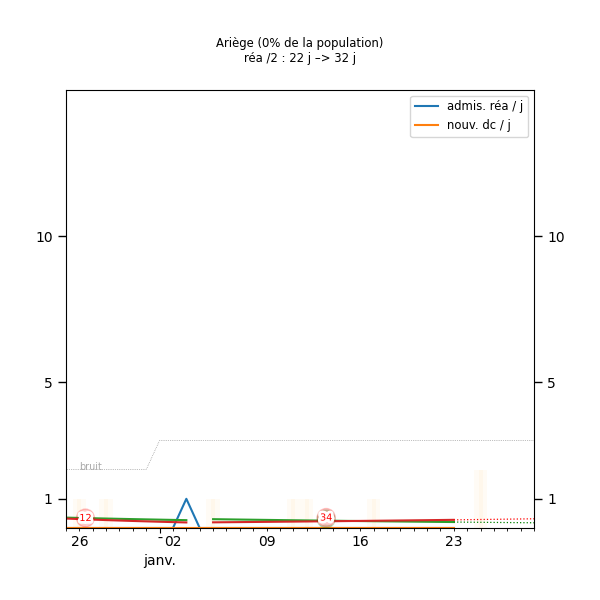 Ariège (0% de la population)
réa /2 : 22 j –> 32 j
admis. réa / j
nouv. dc / j
10
10
5
5
bruit
1
1
12
34
26
02
09
16
23
janv.